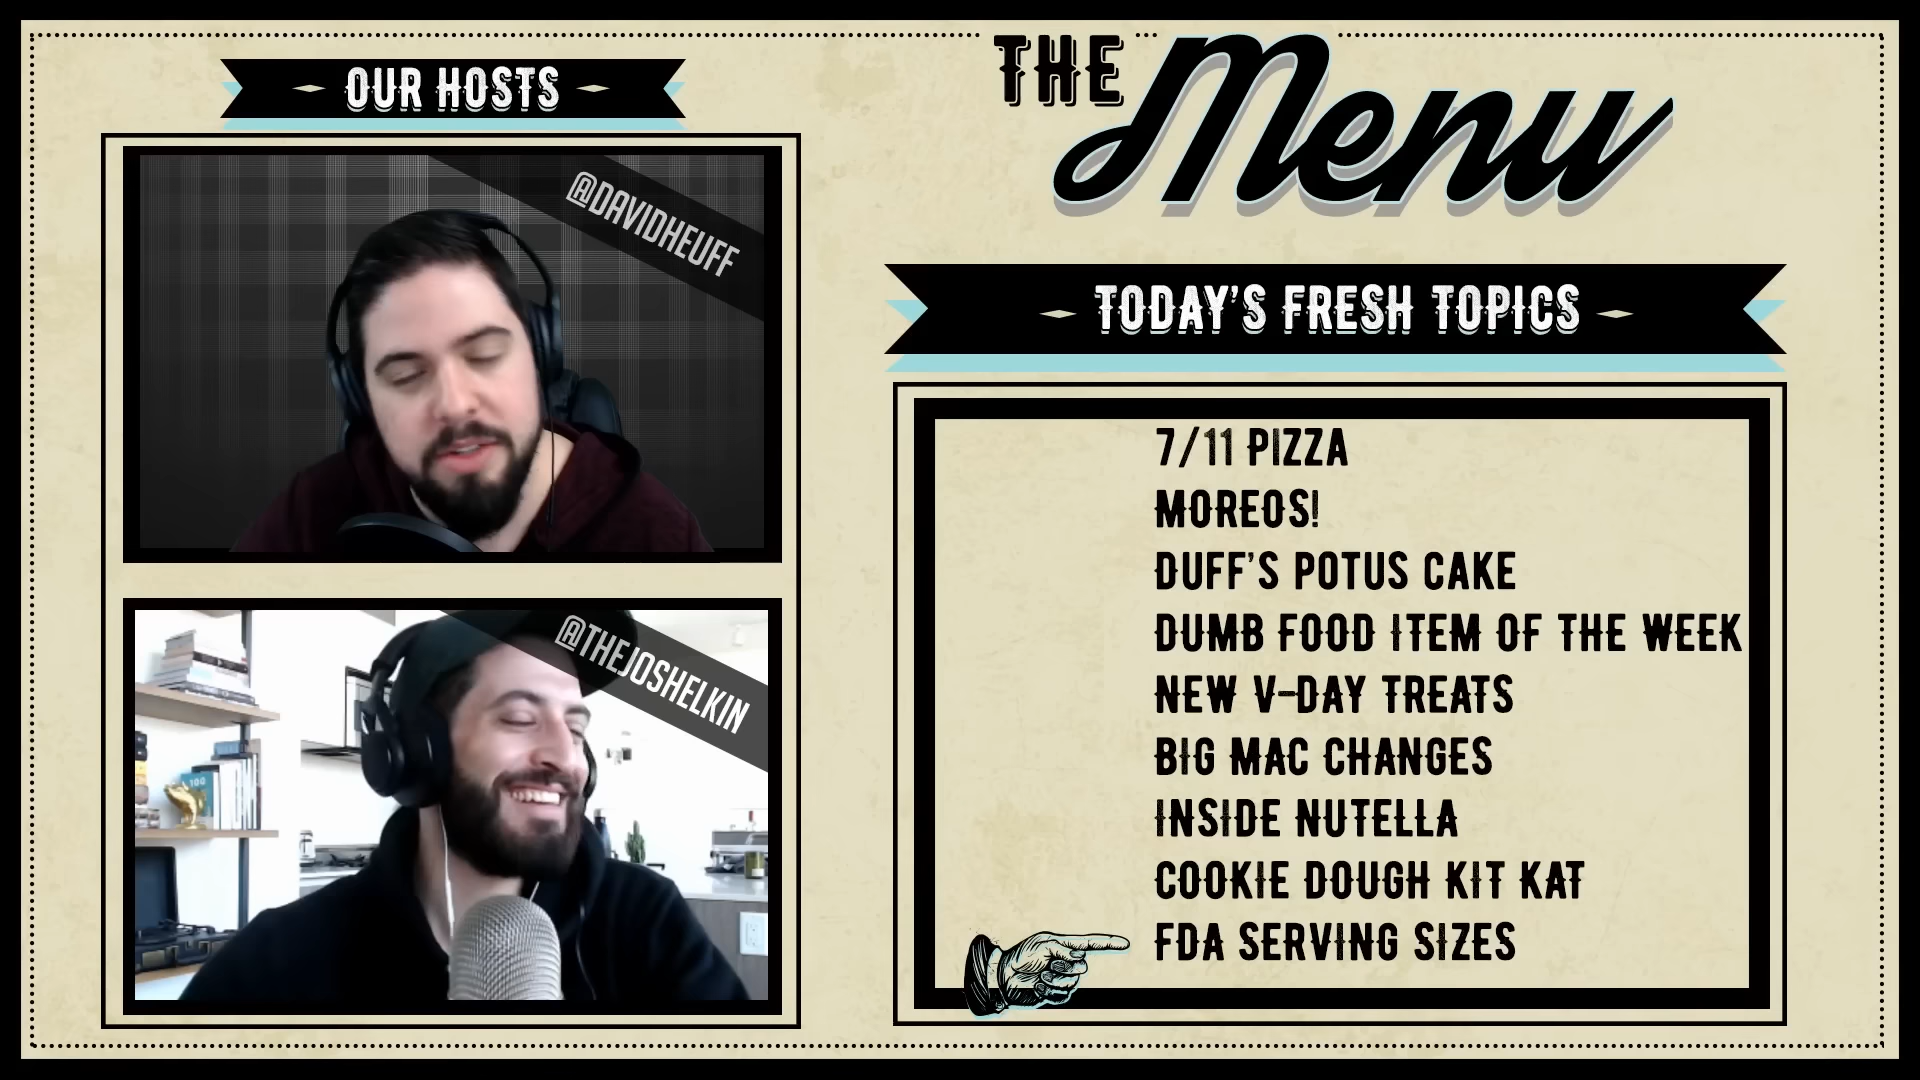 OUR HOSTS
@DAVIDHEUFF
@THEJOSHELKIN
THE Menu
TODAY'S FRESH TOPICS
7/11 PIZZA
MOREOS!
DUFF'S POTUS CAKE
DUMB FOOD ITEM OF THE WEEK
NEW V-DAY TREATS
BIG MAC CHANGES
INSIDE NUTELLA
COOKIE DOUGH KIT KAT
FDA SERVING SIZES